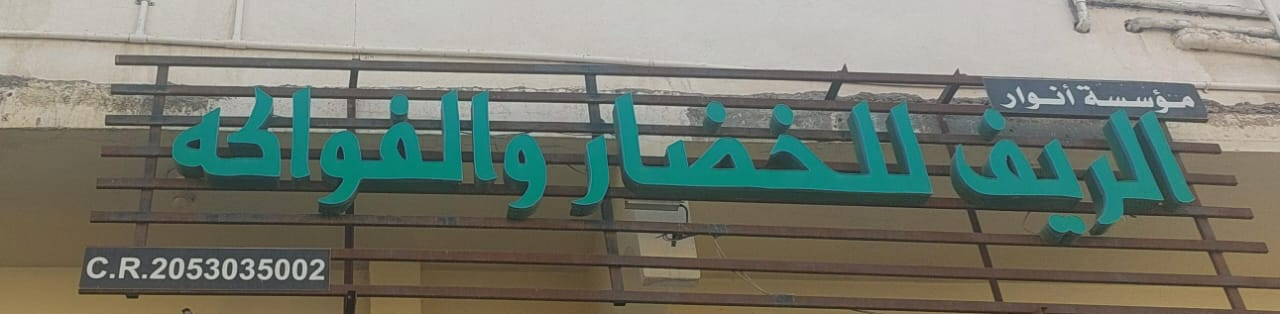 مؤسسة أنوار
الريف للخضار والفواكه
C.R.2053035002